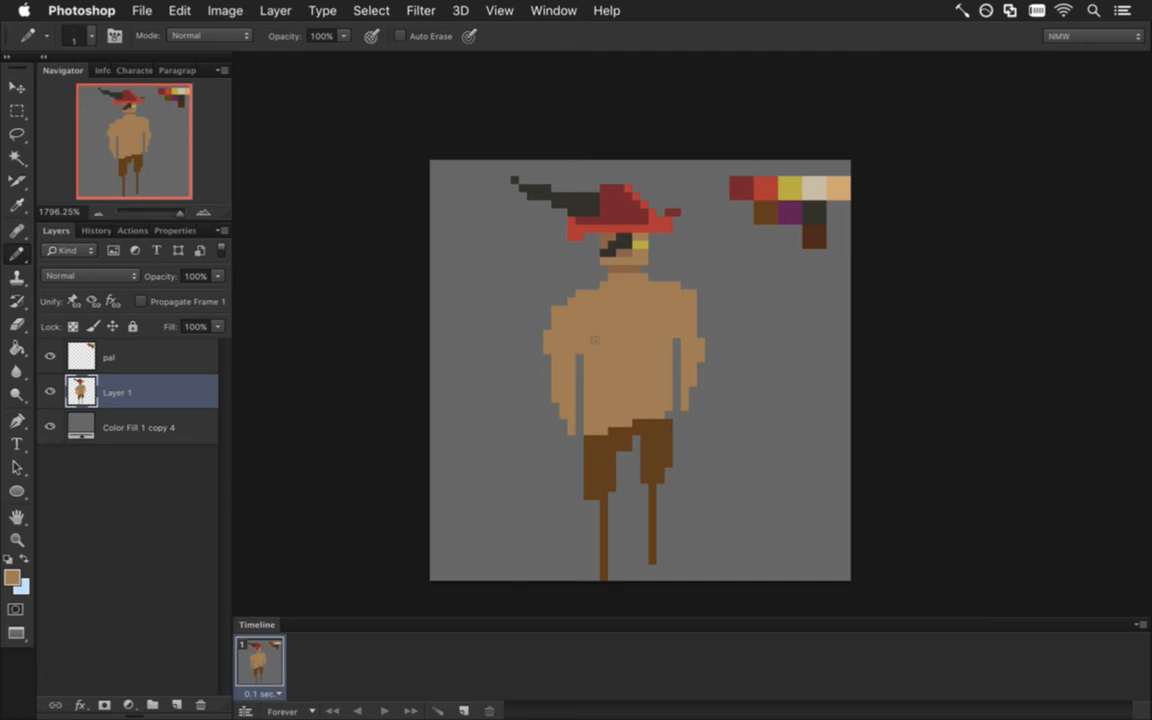 Photoshop File Edit Image Layer Type Select Filter 3D View Window Help
1 Mode: Normal Opacity: 100% Auto Erase NMW
Navigator Info Characte Paragrap
1796.25%
Layers History Actions Properties
Kind
Normal Opacity: 100%
Unify: Propagate Frame 1
Lock: Fill: 100%
pal
Layer 1
Color Fill 1 copy 4
Timeline
1
0.1 sec.
Forever